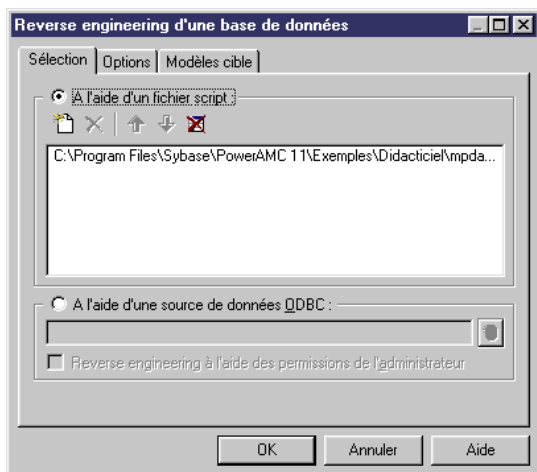 Reverse engineering d'une base de données
Sélection Options Modèles cible
A l'aide d'un fichier script :
C:\Program Files\Sybase\PowerAMC 11\Exemples\Didacticiel\mpda...
A l'aide d'une source de données ODBC :
Reverse engineering à l'aide des permissions de l'administrateur
OK Annuler Aide